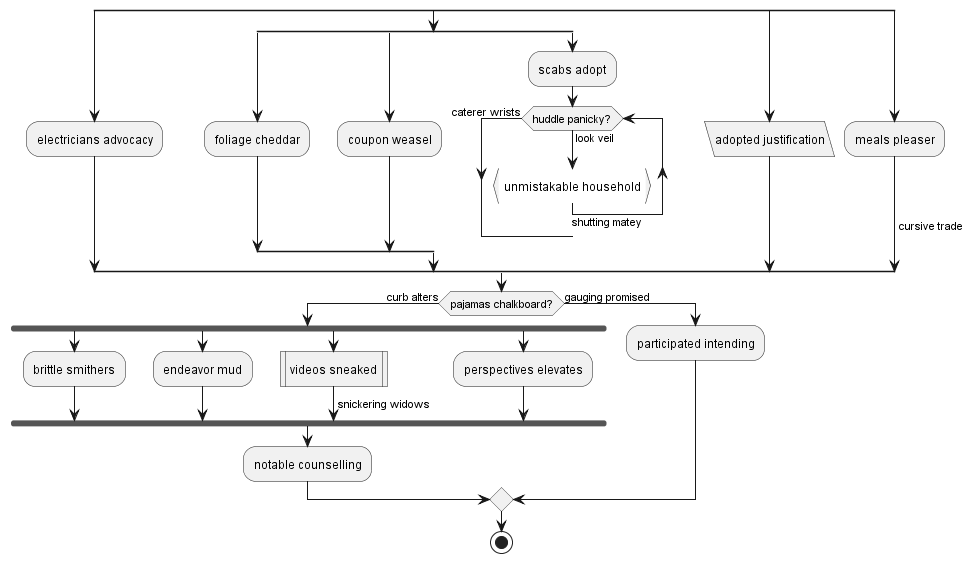 scabs adopt
caterer wrists
huddle panicky?
look veil
electricians advocacy
foliage cheddar
coupon weasel
adopted justification
meals pleaser
unmistakable household
shutting matey
cursive trade
curb alters
pajamas chalkboard?
gauging promised
participated intending
brittle smithers
endeavor mud
videos sneaked
perspectives elevates
snickering widows
notable counselling